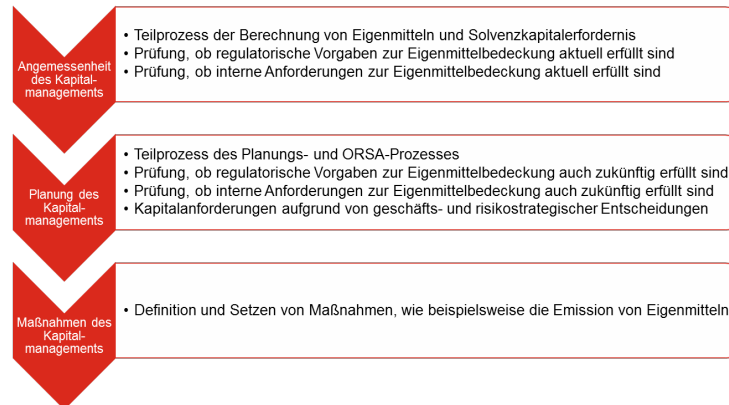 Angemessenheit
des Kapital-
managements
• Teilprozess der Berechnung von Eigenmitteln und Solvenzkapitalerfordernis
• Prüfung, ob regulatorische Vorgaben zur Eigenmittelbedeckung aktuell erfüllt sind
• Prüfung, ob interne Anforderungen zur Eigenmittelbedeckung aktuell erfüllt sind
Planung des
Kapital-
managements
• Teilprozess des Planungs- und ORSA-Prozesses
• Prüfung, ob regulatorische Vorgaben zur Eigenmittelbedeckung auch zukünftig erfüllt sind
• Prüfung, ob interne Anforderungen zur Eigenmittelbedeckung auch zukünftig erfüllt sind
• Kapitalanforderungen aufgrund von geschäfts- und risikostrategischer Entscheidungen
Maßnahmen des
Kapital-
managements
• Definition und Setzen von Maßnahmen, wie beispielsweise die Emission von Eigenmitteln